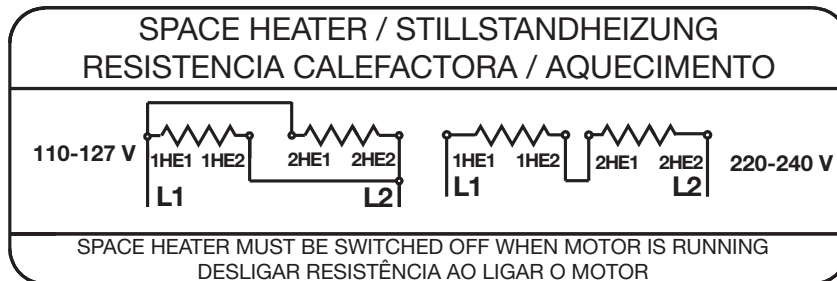 SPACE HEATER / STILLSTANDHEIZUNG
RESISTENCIA CALEFACTORA / AQUECIMENTO
110-127 V
1HE1 1HE2 2HE1 2HE2
L1 L2
1HE1 1HE2 2HE1 2HE2
L1 L2
220-240 V
SPACE HEATER MUST BE SWITCHED OFF WHEN MOTOR IS RUNNING
DESLIGAR RESISTÊNCIA AO LIGAR O MOTOR